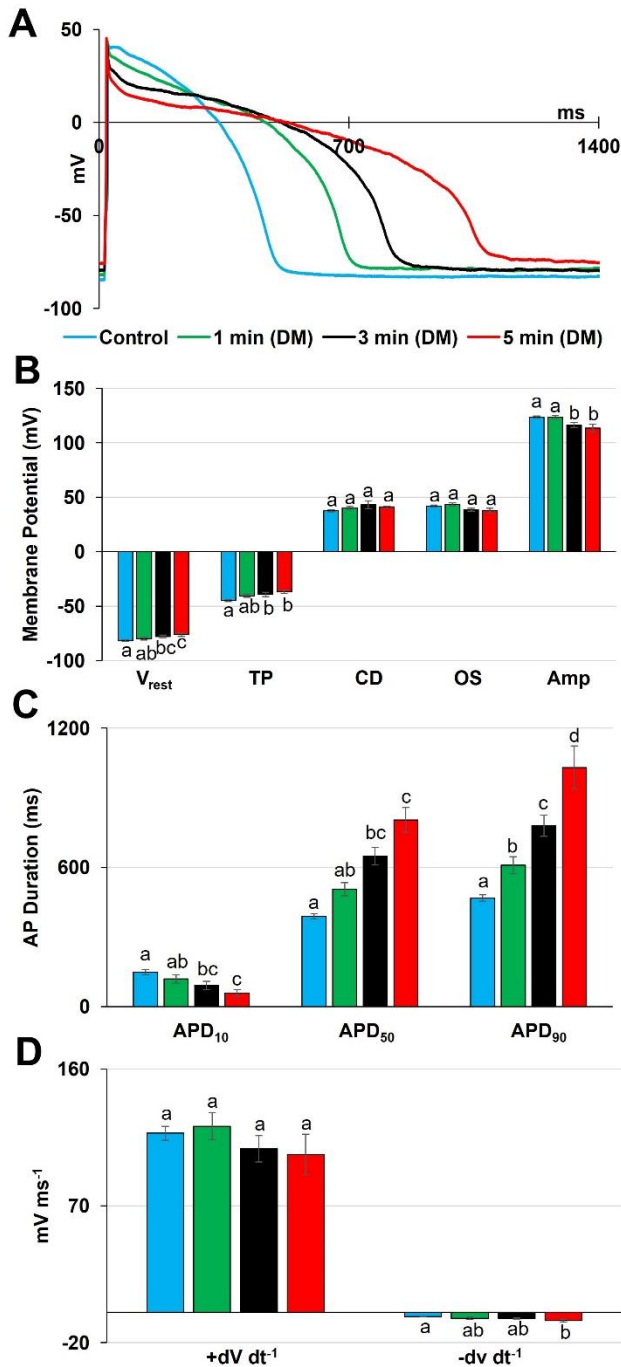 A
50
ms
0
0
700
1400
mV
-50
-100
Control
1 min (DM)
3 min (DM)
5 min (DM)
B
Membrane Potential (mV)
150
100
50
0
-50
-100
a a b b
a a a a
a a a a
a ab bc c
a ab b b
Vrest
TP
CD
OS
Amp
C
AP Duration (ms)
1200
600
0
a ab bc c
a ab bc c
a b c d
APD10
APD50
APD90
D
mV ms-1
160
70
-20
a a a a
a ab ab b
+dV dt-1
-dv dt-1